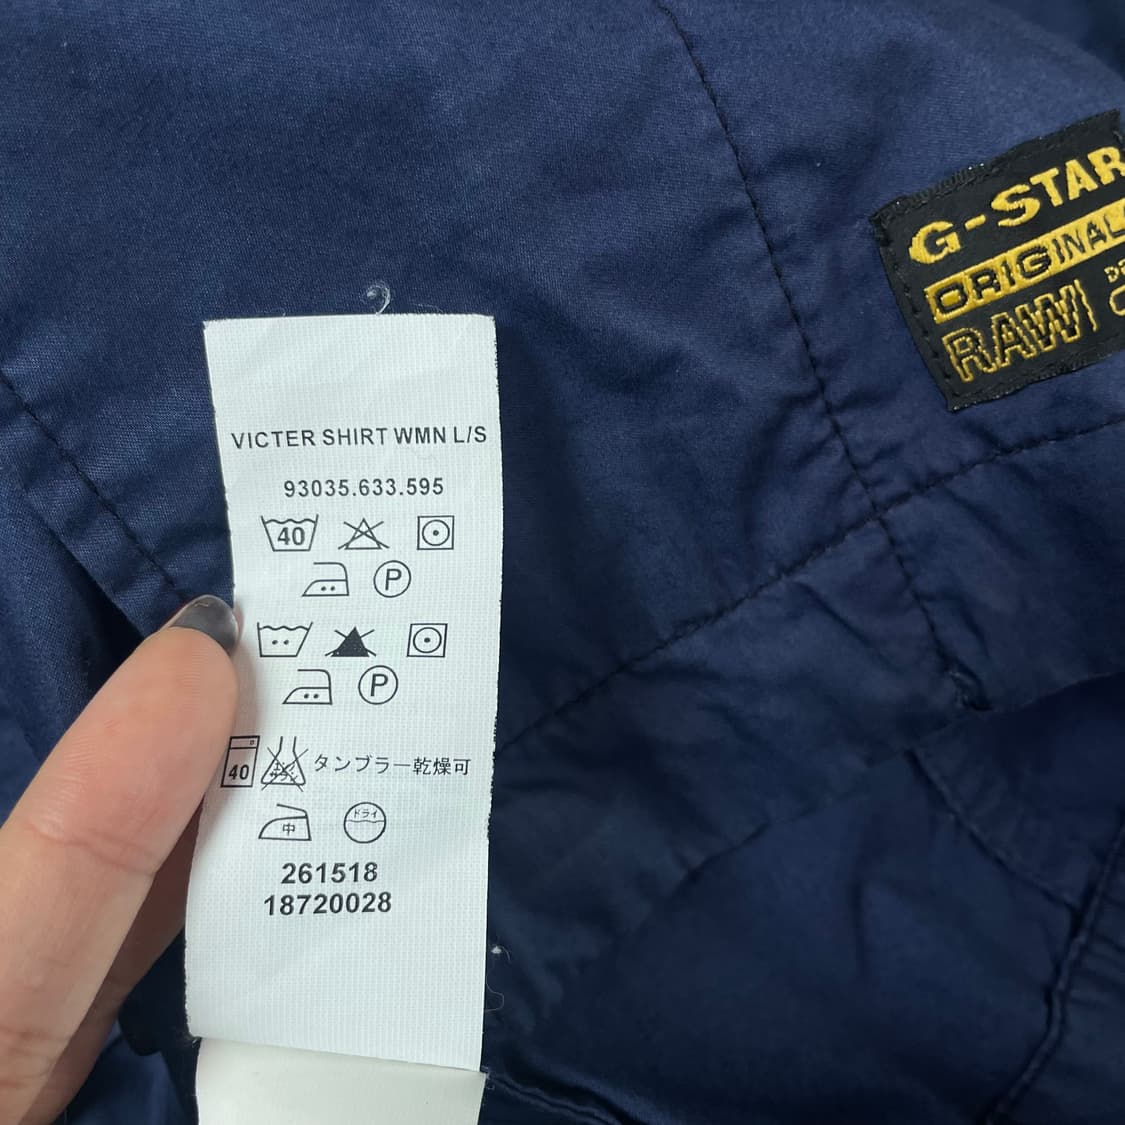 G-STAR
ORIGINAL
RAW
VICTER SHIRT WMN L/S
93035.633.595
40
P
P
40
タンブラー乾燥可
中
ドライ
261518
18720028